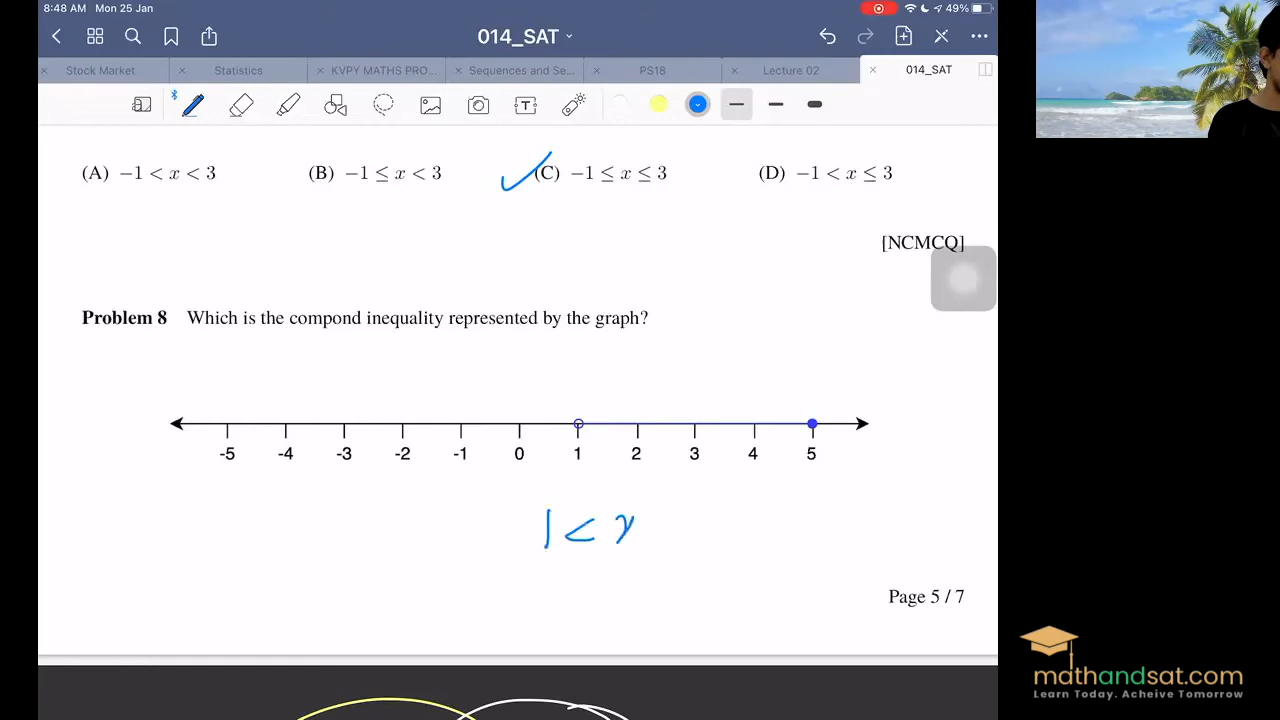 8:48 AM Mon 25 Jan 49%
014_SAT
Stock Market Statistics KVPY MATHS PRO... Sequences and Se... PS18 Lecture 02 014_SAT
T
(A) −1 < x < 3 (B) −1 ≤ x < 3 (C) −1 ≤ x ≤ 3 (D) −1 < x ≤ 3
[NCMCQ]
Problem 8 Which is the compond inequality represented by the graph?
-5 -4 -3 -2 -1 0 1 2 3 4 5
1 < x
Page 5 / 7
mathandsat.com
Learn Today. Acheive Tomorrow